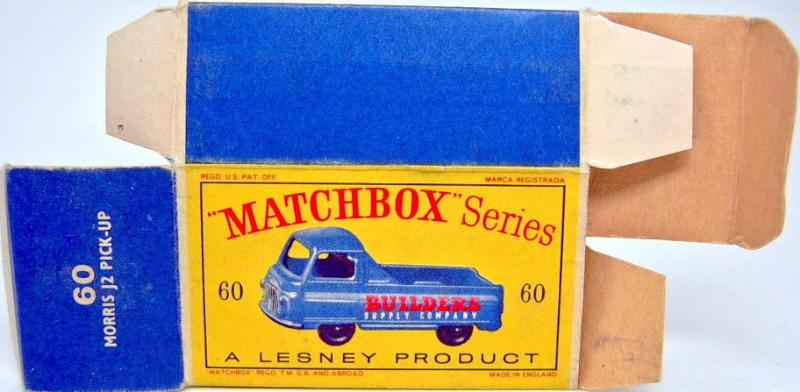 3
REGD. U.S. PAT. OFF.
MARCA REGISTRADA
"MATCHBOX" Series
60
60
BUILDERS
SUPPLY COMPANY
A LESNEY PRODUCT
"MATCHBOX" REGD. T.M. G.B. AND ABROAD
MADE IN ENGLAND
60
MORRIS J2 PICK-UP